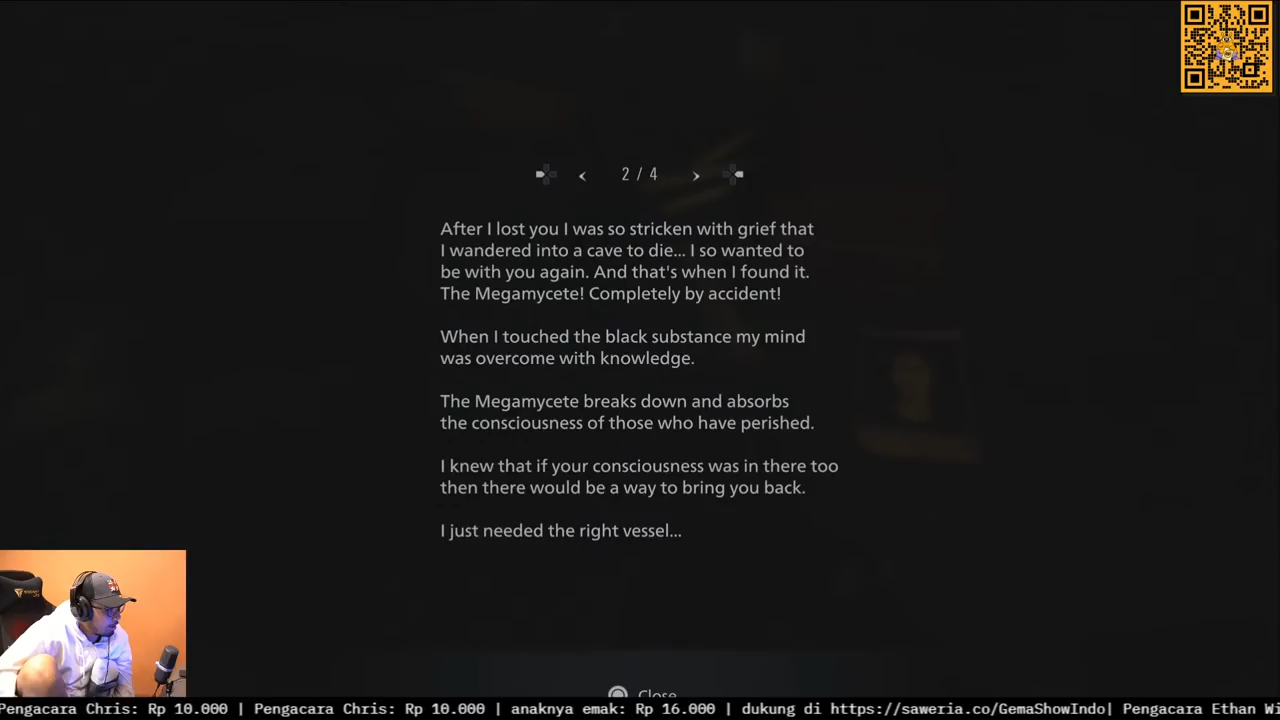 2 / 4
After I lost you I was so stricken with grief that
I wandered into a cave to die... I so wanted to
be with you again. And that's when I found it.
The Megamycete! Completely by accident!
When I touched the black substance my mind
was overcome with knowledge.
The Megamycete breaks down and absorbs
the consciousness of those who have perished.
I knew that if your consciousness was in there too
then there would be a way to bring you back.
I just needed the right vessel...
Close
Pengacara Chris: Rp 10.000 | Pengacara Chris: Rp 10.000 | anaknya emak: Rp 16.000 | dukung di https://saweria.co/GemaShowIndo| Pengacara Ethan Wi